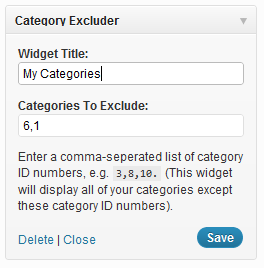 Category Excluder
Widget Title:
My Categories
Categories To Exclude:
6,1
Enter a comma-seperated list of category
ID numbers, e.g. 3,8,10. (This widget
will display all of your categories except
these category ID numbers).
Delete | Close
Save